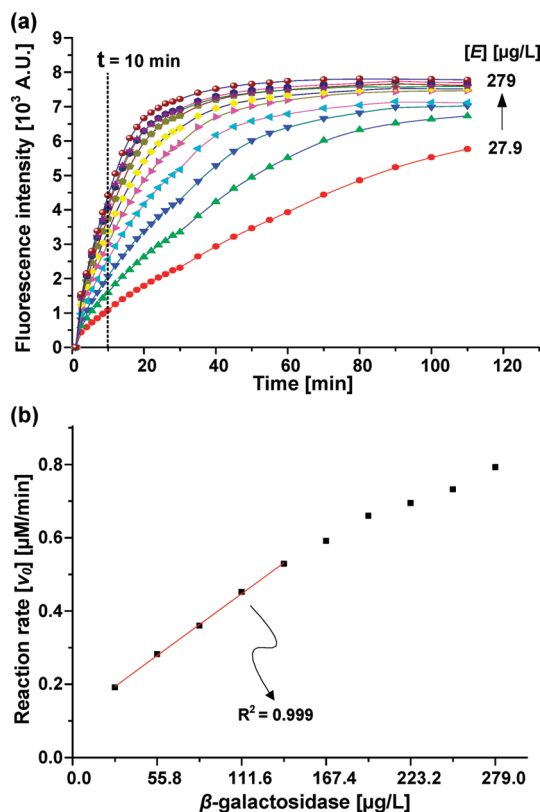 (a)
Fluorescence intensity [10³ A.U.]
9
8
7
6
5
4
3
2
1
0
t = 10 min
[E] [µg/L]
279
27.9
0 20 40 60 80 100 120
Time [min]
(b)
Reaction rate [v₀] [µM/min]
0.8
0.6
0.4
0.2
0.0
R² = 0.999
0.0 55.8 111.6 167.4 223.2 279.0
β-galactosidase [µg/L]